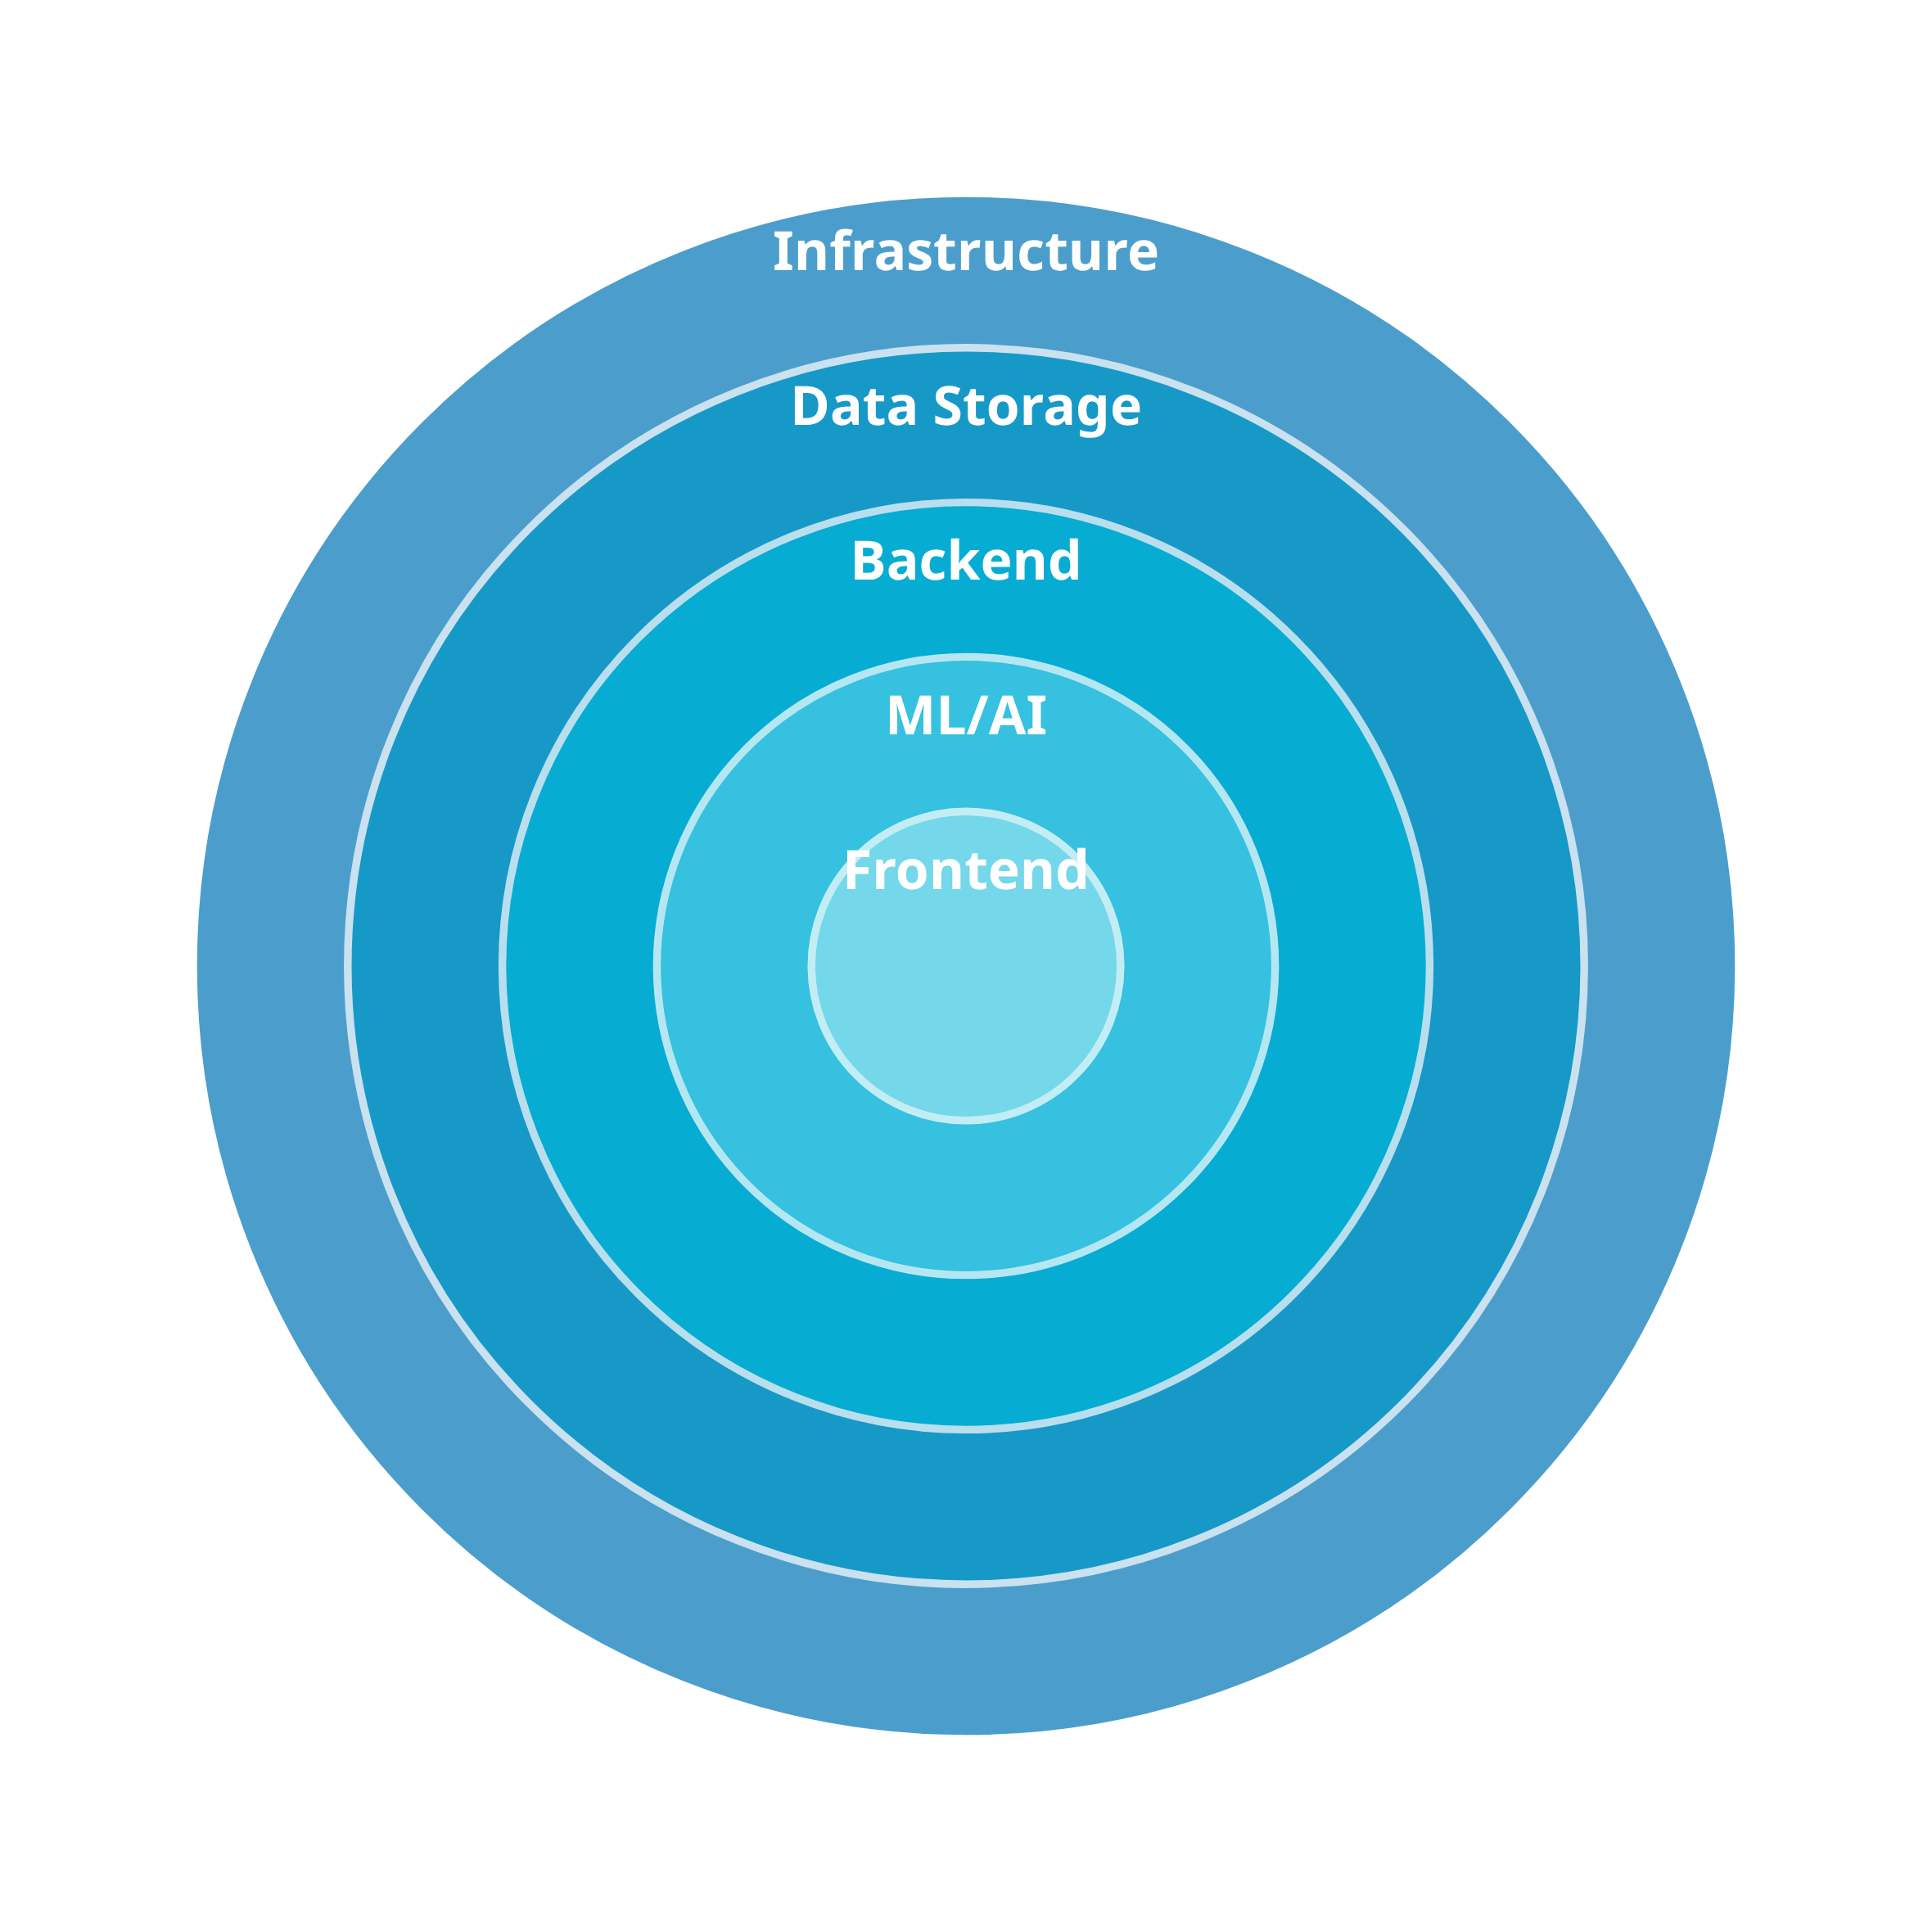 Infrastructure
Data Storage
Backend
ML/AI
Frontend